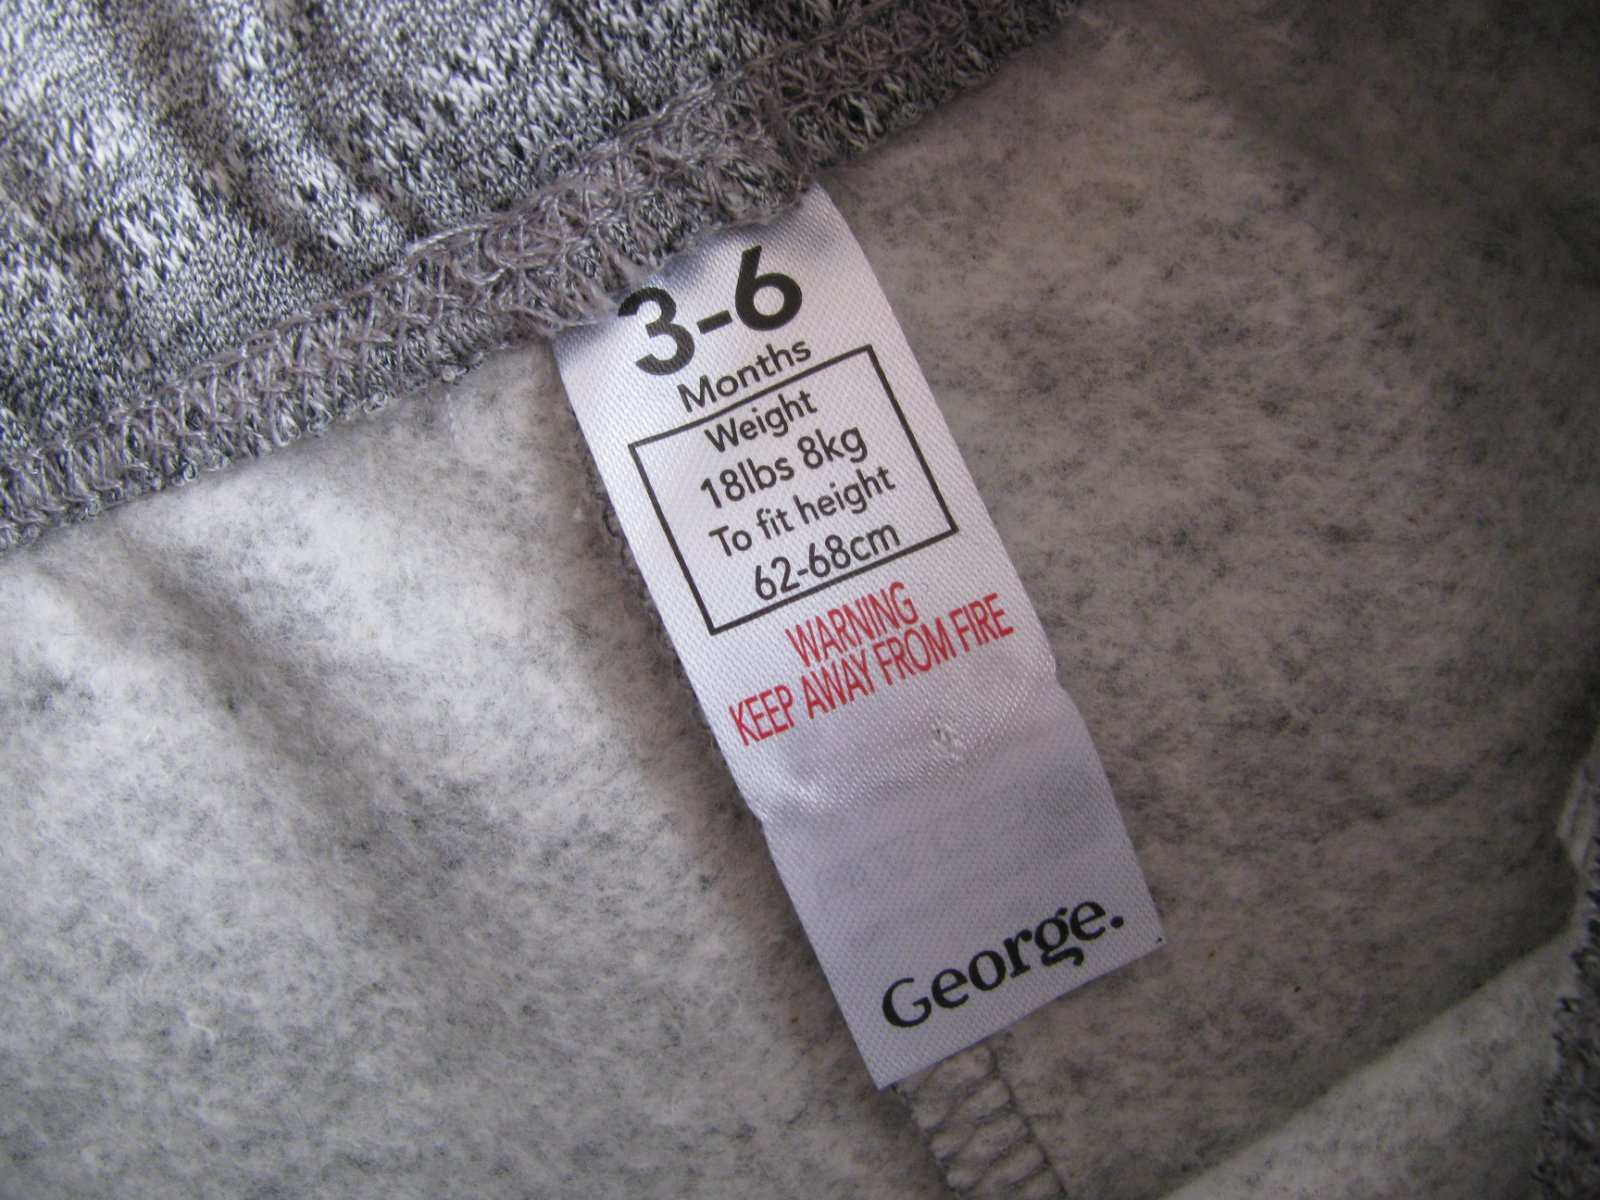 3-6
Months
Weight
18lbs 8kg
To fit height
62-68cm
WARNING
KEEP AWAY FROM FIRE
George.